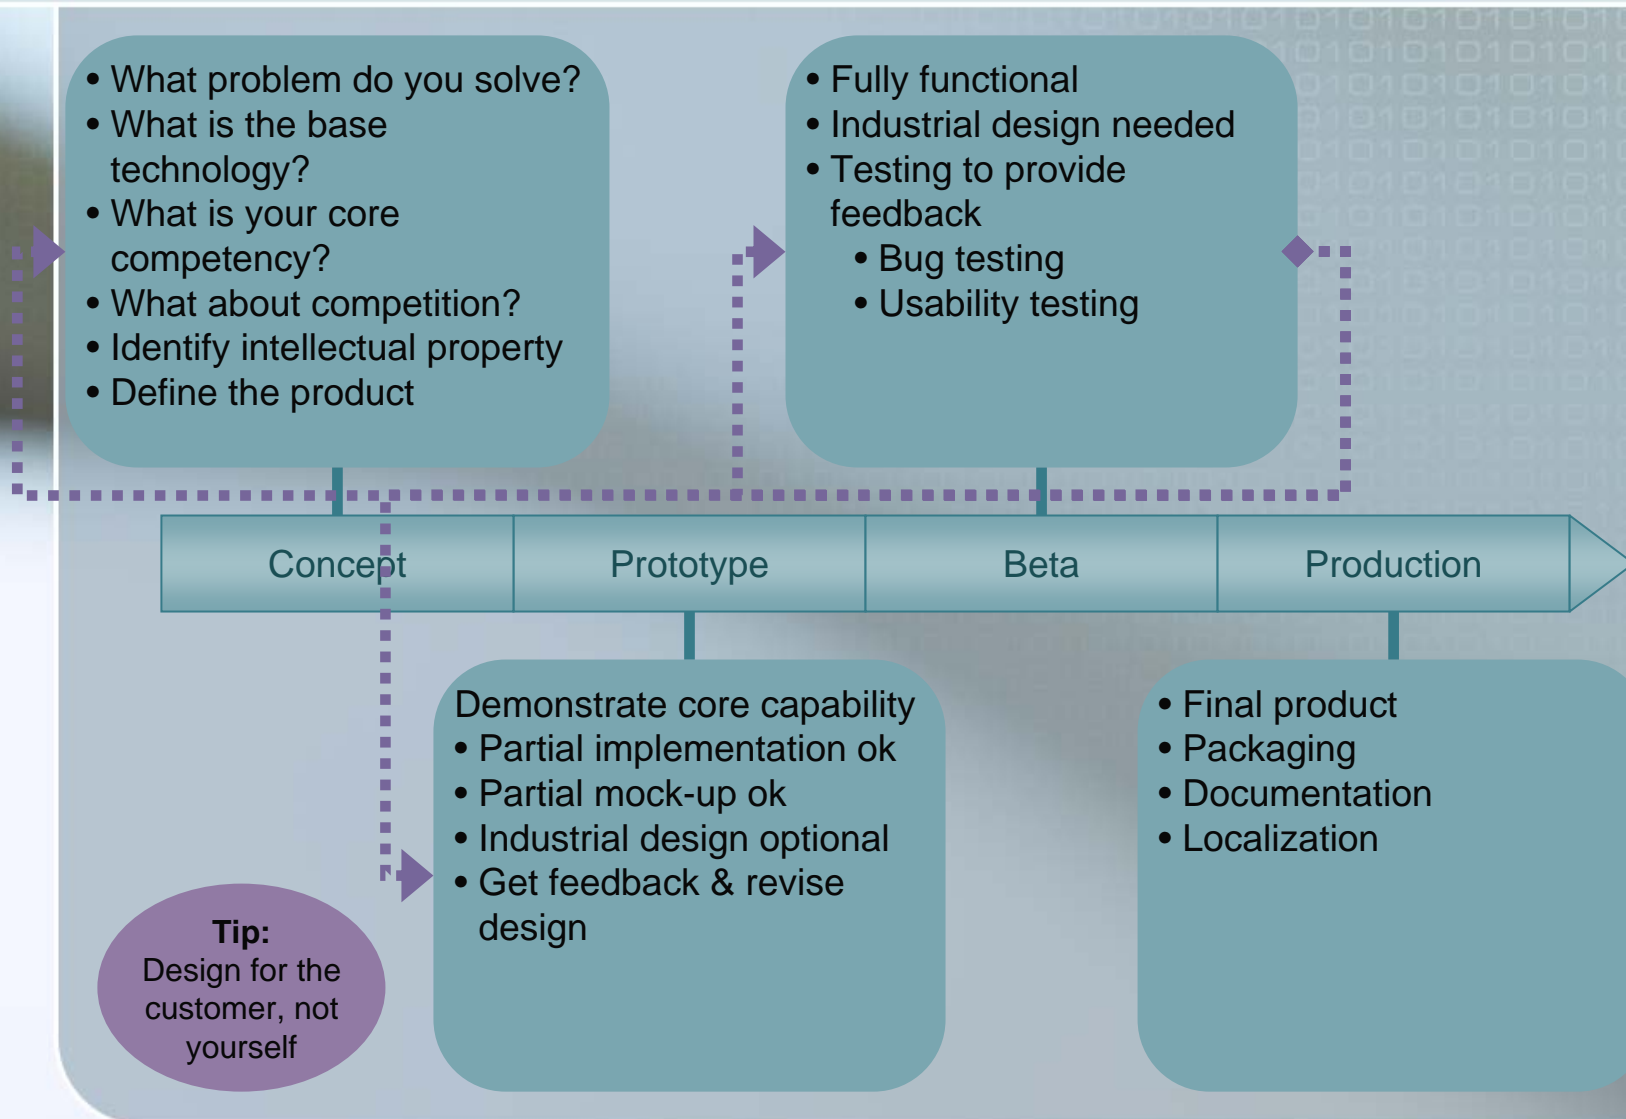 • What problem do you solve?
• What is the base
technology?
• What is your core
competency?
• What about competition?
• Identify intellectual property
• Define the product
• Fully functional
• Industrial design needed
• Testing to provide
feedback
• Bug testing
• Usability testing
Concept
Prototype
Beta
Production
Demonstrate core capability
• Partial implementation ok
• Partial mock-up ok
• Industrial design optional
• Get feedback & revise
design
• Final product
• Packaging
• Documentation
• Localization
Tip:
Design for the
customer, not
yourself